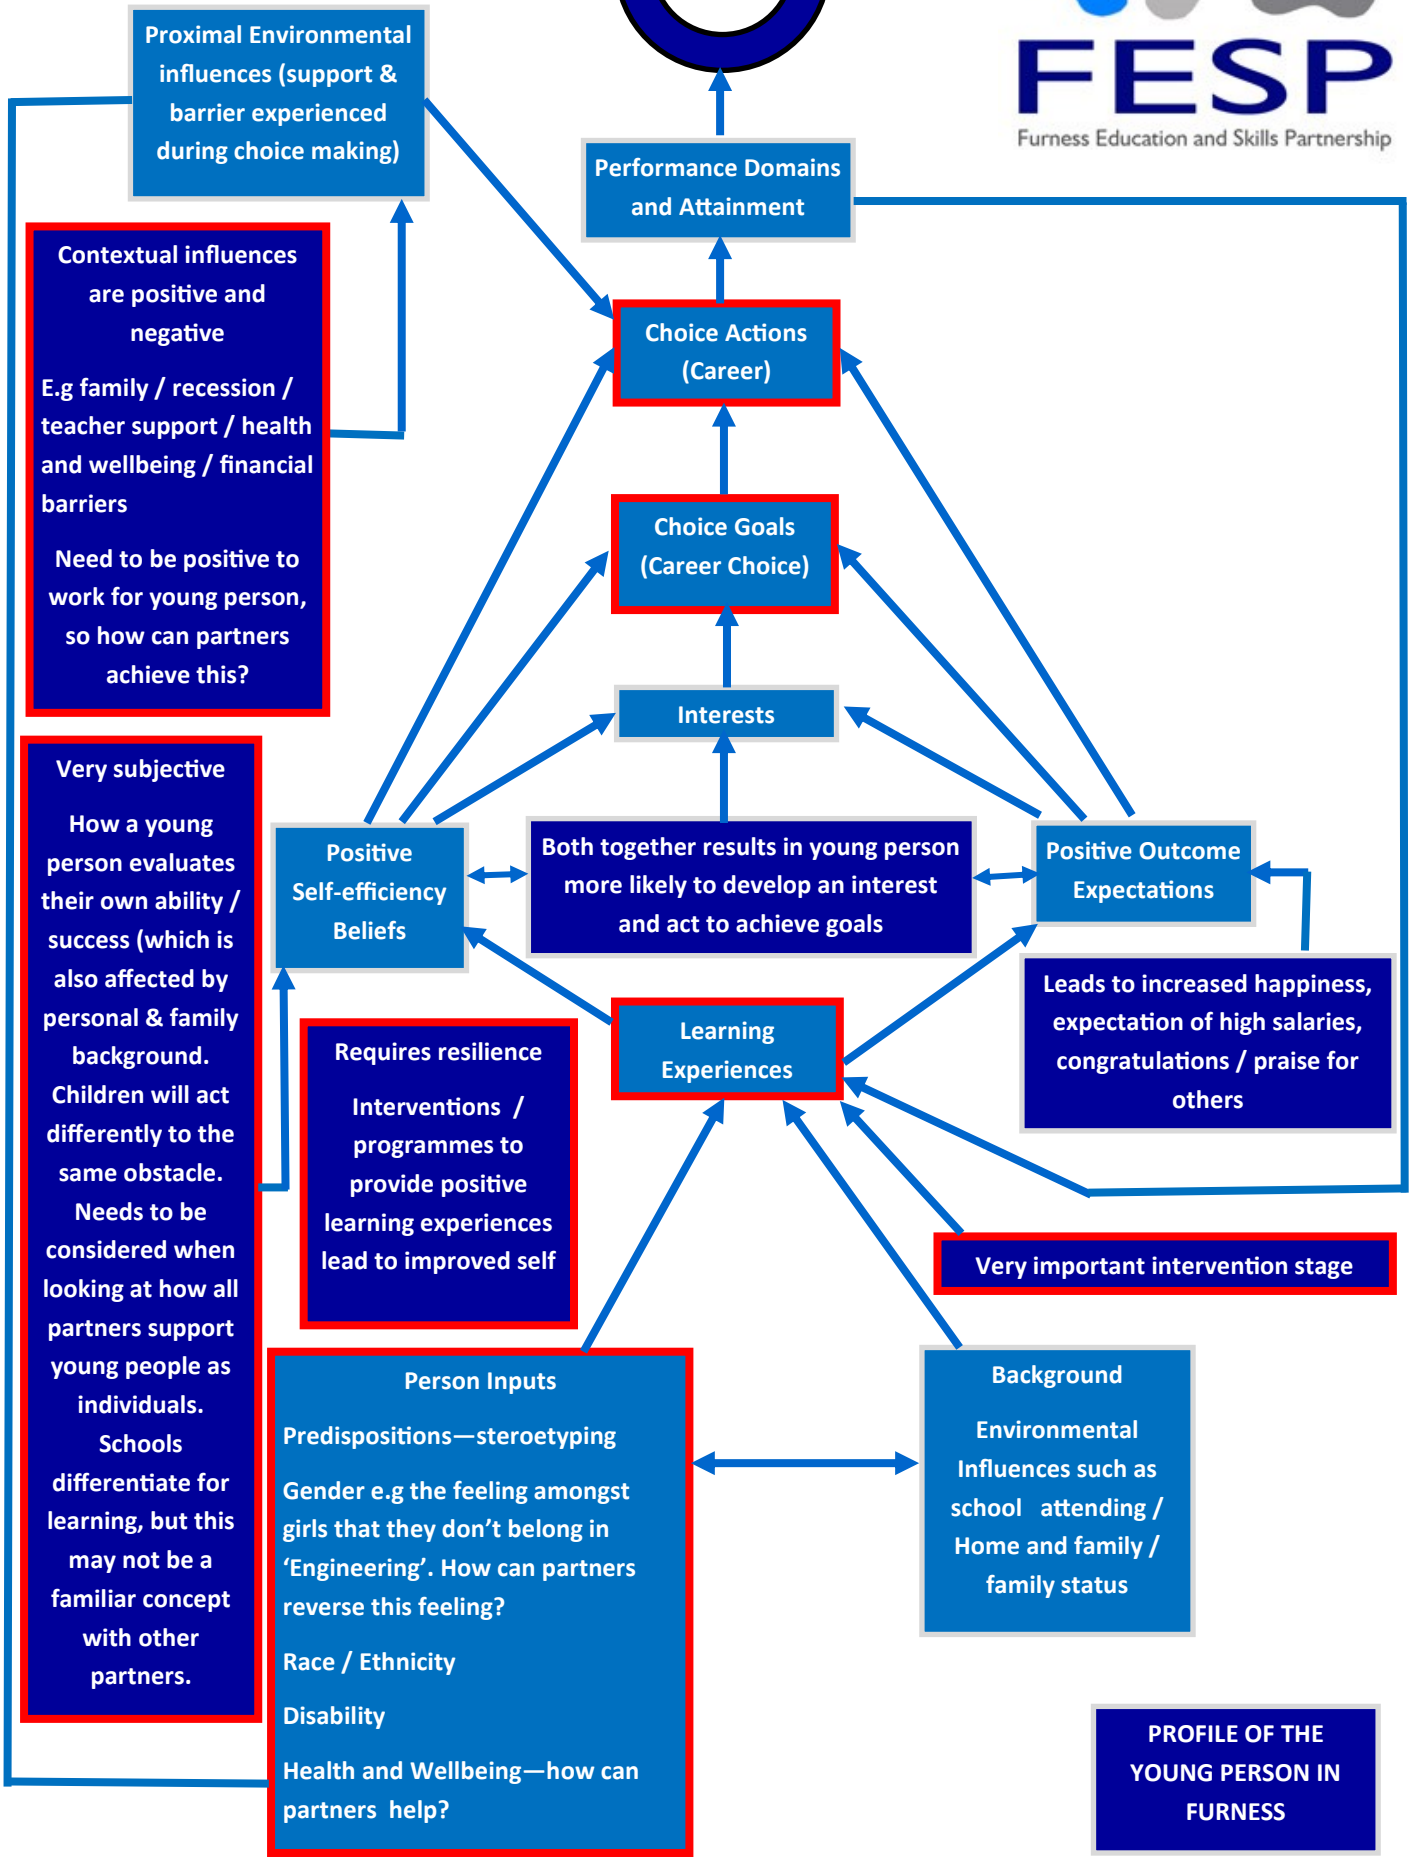 Proximal Environmental
influences (support &
barrier experienced
during choice making)
FESP
Furness Education and Skills Partnership
Performance Domains
and Attainment
Contextual influences
are positive and
negative
E.g family / recession /
teacher support / health
and wellbeing / financial
barriers
Need to be positive to
work for young person,
so how can partners
achieve this?
Choice Actions
(Career)
Choice Goals
(Career Choice)
Interests
Very subjective
How a young
person evaluates
their own ability /
success (which is
also affected by
personal & family
background.
Children will act
differently to the
same obstacle.
Needs to be
considered when
looking at how all
partners support
young people as
individuals.
Schools
differentiate for
learning, but this
may not be a
familiar concept
with other
partners.
Positive
Self-efficiency
Beliefs
Both together results in young person
more likely to develop an interest
and act to achieve goals
Positive Outcome
Expectations
Leads to increased happiness,
expectation of high salaries,
congratulations / praise for
others
Learning
Experiences
Requires resilience
Interventions /
programmes to
provide positive
learning experiences
lead to improved self
Very important intervention stage
Person Inputs
Predispositions—steroetyping
Gender e.g the feeling amongst
girls that they don’t belong in
‘Engineering’. How can partners
reverse this feeling?
Race / Ethnicity
Disability
Health and Wellbeing—how can
partners help?
Background
Environmental
Influences such as
school attending /
Home and family /
family status
PROFILE OF THE
YOUNG PERSON IN
FURNESS